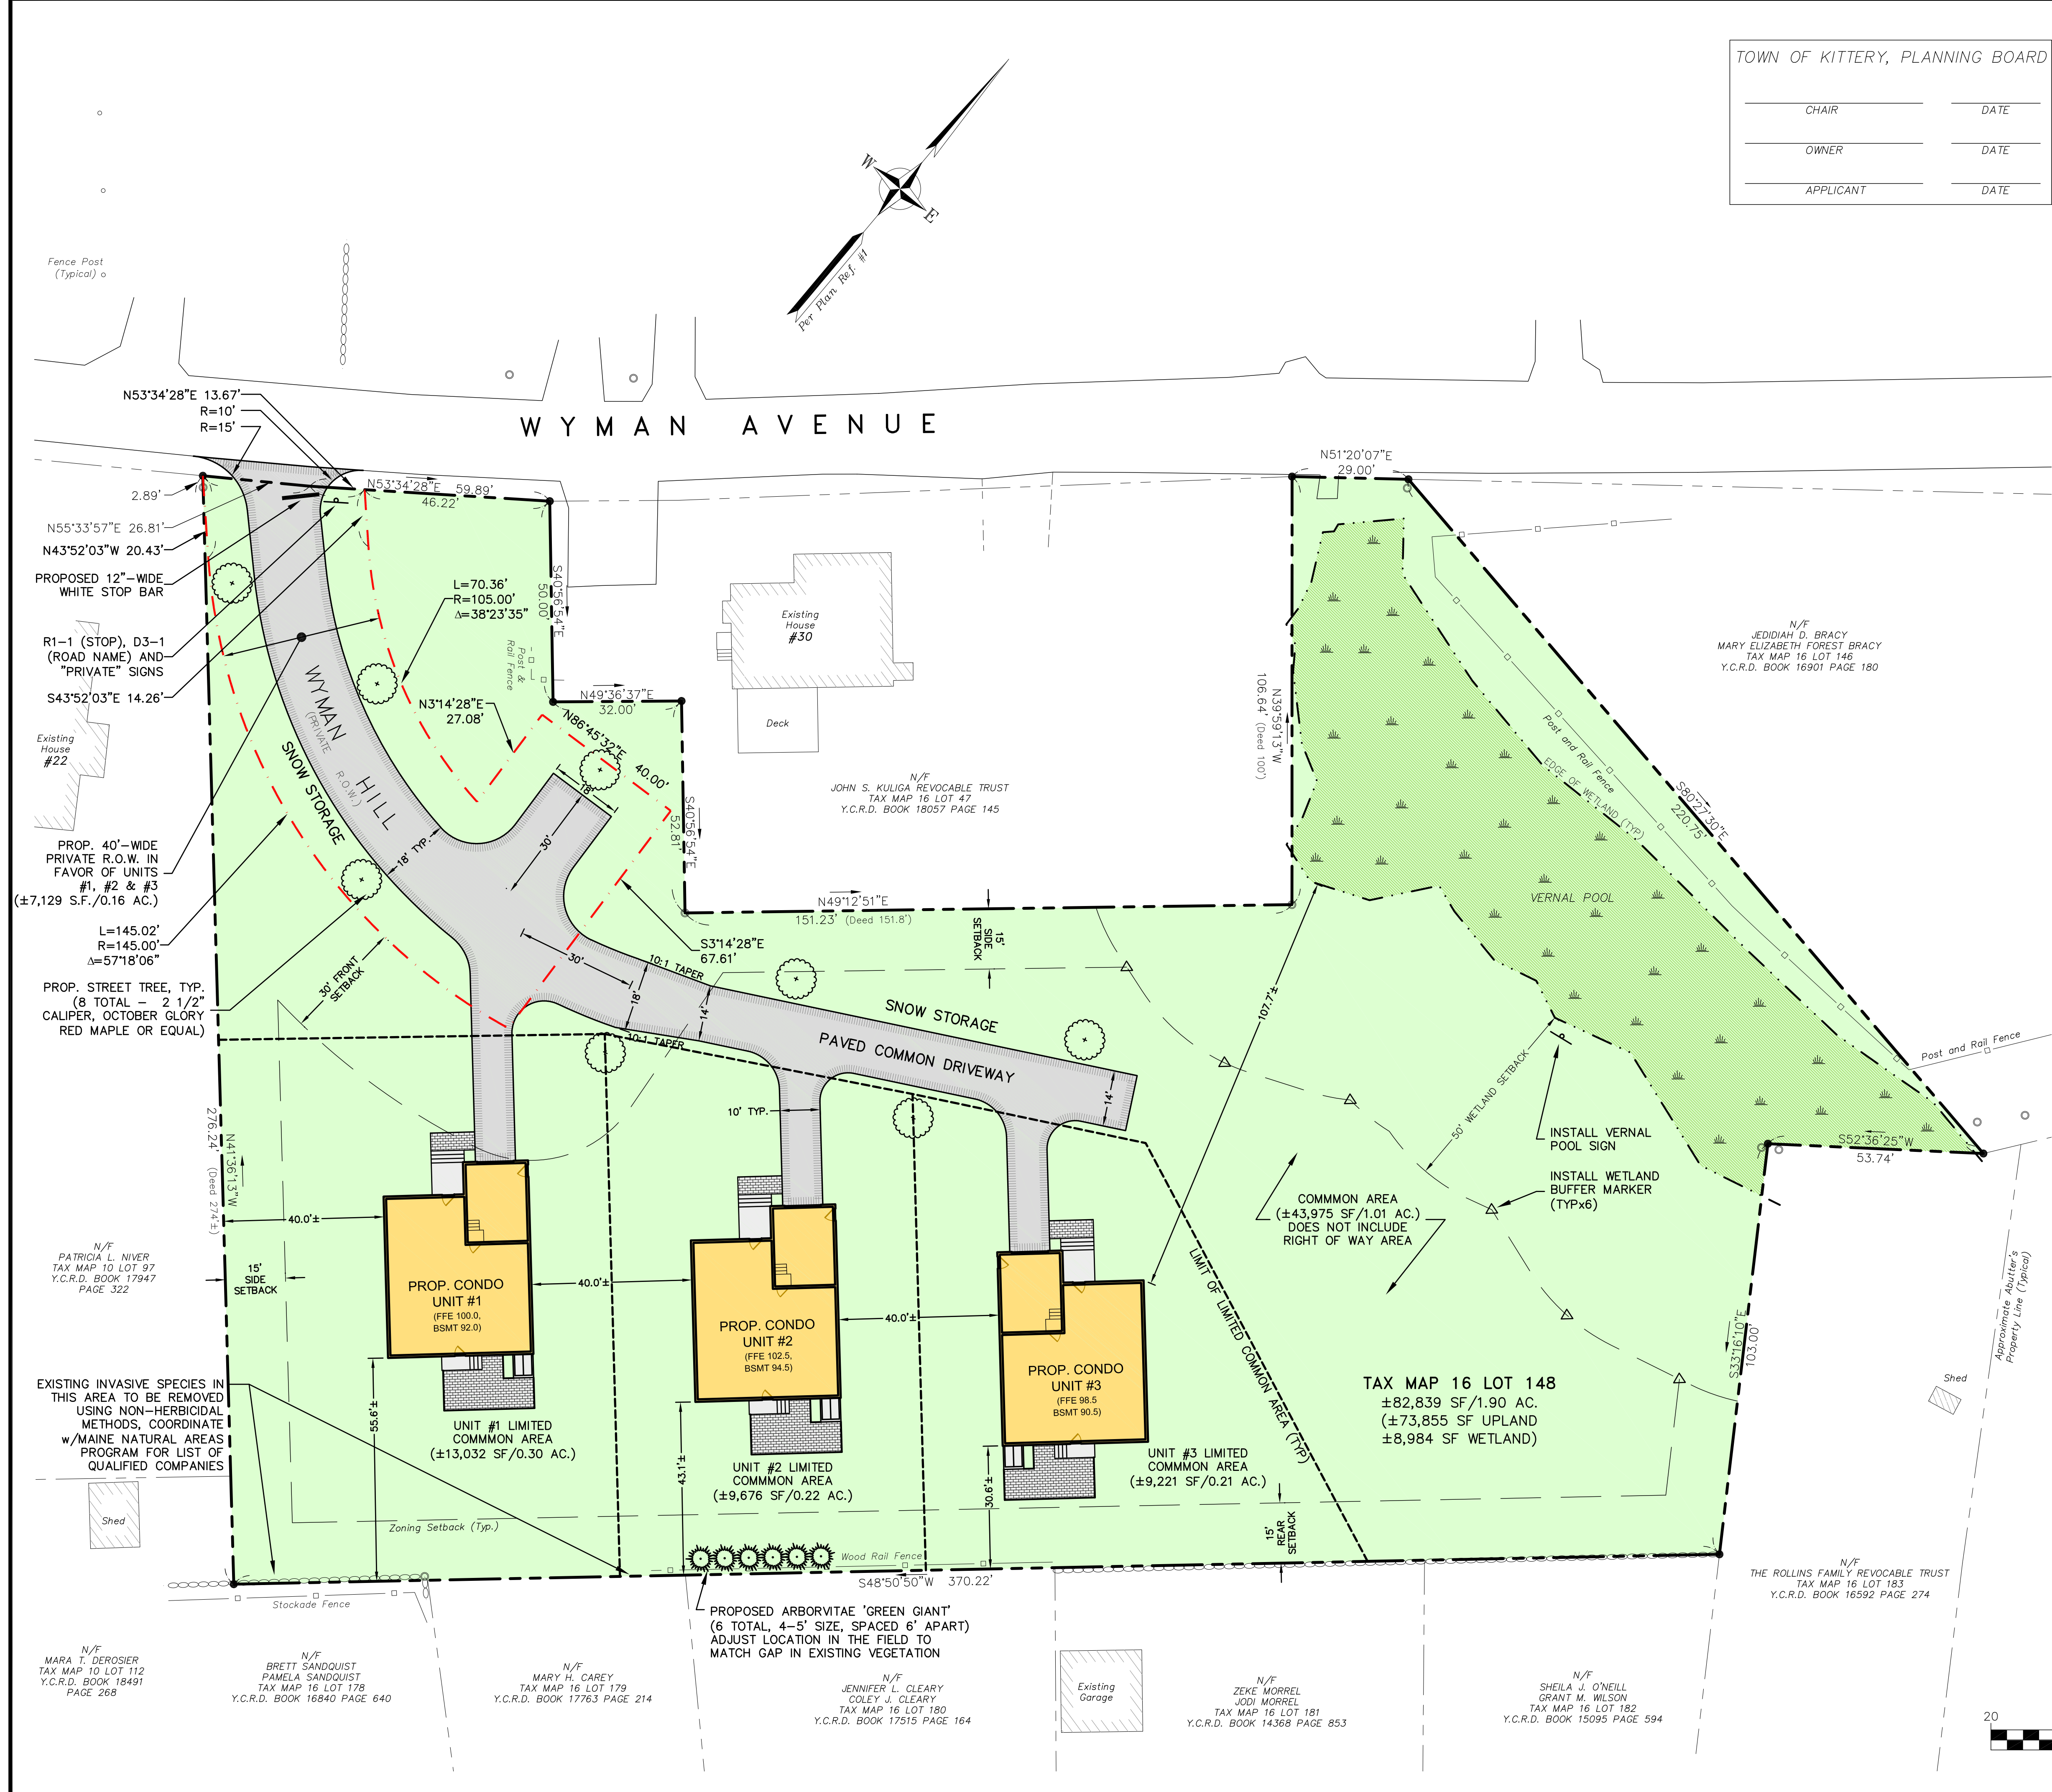 TOWN OF KITTERY, PLANNING BOARD
CHAIR DATE
OWNER DATE
APPLICANT DATE
W
E
Per Plan Ref. #1
Fence Post
(Typical)
WYMAN AVENUE
N53°34'28"E 13.67'
R=10'
R=15'
2.89'
N55°33'57"E 26.81'
N43°52'03"W 20.43'
PROPOSED 12"-WIDE
WHITE STOP BAR
R1-1 (STOP), D3-1
(ROAD NAME) AND
"PRIVATE" SIGNS
S43°52'03"E 14.26'
Existing
House
#22
PROP. 40'-WIDE
PRIVATE R.O.W. IN
FAVOR OF UNITS
#1, #2 & #3
(±7,129 S.F./0.16 AC.)
L=145.02'
R=145.00'
Δ=57°18'06"
PROP. STREET TREE, TYP.
(8 TOTAL - 2 1/2"
CALIPER, OCTOBER GLORY
RED MAPLE OR EQUAL)
N53°34'28"E 59.89'
46.22'
L=70.36'
R=105.00'
Δ=38°23'35"
S40°56'54"E
50.00'
Post &
Rail Fence
N3°14'28"E
27.08'
N49°36'37"E
32.00'
N86°45'32"E 40.00'
WYMAN HILL
(PRIVATE R.O.W.)
SNOW STORAGE
18' TYP.
18'
30'
S40°56'54"E
52.81'
Existing
House
#30
Deck
N/F
JOHN S. KULIGA REVOCABLE TRUST
TAX MAP 16 LOT 47
Y.C.R.D. BOOK 18057 PAGE 145
N49°12'51"E
151.23' (Deed 151.8')
15'
SIDE
SETBACK
S3°14'28"E
67.61'
30' FRONT
SETBACK
30'
10:1 TAPER
18'
14'
10:1 TAPER
SNOW STORAGE
PAVED COMMON DRIVEWAY
14'
10' TYP.
N51°20'07"E
29.00'
N39°59'13"W
106.64' (Deed 100')
Post and Rail Fence
EDGE OF WETLAND (TYP)
S80°27'30"E
220.75'
VERNAL POOL
N/F
JEDIDIAH D. BRACY
MARY ELIZABETH FOREST BRACY
TAX MAP 16 LOT 146
Y.C.R.D. BOOK 16901 PAGE 180
107.7'±
50' WETLAND SETBACK
Post and Rail Fence
INSTALL VERNAL
POOL SIGN
S52°36'25"W
53.74'
INSTALL WETLAND
BUFFER MARKER
(TYPx6)
COMMMON AREA
(±43,975 SF/1.01 AC.)
DOES NOT INCLUDE
RIGHT OF WAY AREA
N41°36'13"W
276.24' (Deed 274'±)
40.0'±
15'
SIDE
SETBACK
N/F
PATRICIA L. NIVER
TAX MAP 10 LOT 97
Y.C.R.D. BOOK 17947
PAGE 322
PROP. CONDO
UNIT #1
(FFE 100.0,
BSMT 92.0)
40.0'±
PROP. CONDO
UNIT #2
(FFE 102.5,
BSMT 94.5)
40.0'±
PROP. CONDO
UNIT #3
(FFE 98.5
BSMT 90.5)
LIMIT OF LIMITED COMMON AREA (TYP)
TAX MAP 16 LOT 148
±82,839 SF/1.90 AC.
(±73,855 SF UPLAND
±8,984 SF WETLAND)
S33°16'10"E
103.00'
Approximate Abutter's
Property Line (Typical)
Shed
EXISTING INVASIVE SPECIES IN
THIS AREA TO BE REMOVED
USING NON-HERBICIDAL
METHODS, COORDINATE
w/MAINE NATURAL AREAS
PROGRAM FOR LIST OF
QUALIFIED COMPANIES
55.6'±
UNIT #1 LIMITED
COMMMON AREA
(±13,032 SF/0.30 AC.)
43.1'±
UNIT #2 LIMITED
COMMMON AREA
(±9,676 SF/0.22 AC.)
30.6'±
UNIT #3 LIMITED
COMMMON AREA
(±9,221 SF/0.21 AC.)
15'
REAR
SETBACK
Shed
Zoning Setback (Typ.)
Wood Rail Fence
S48°50'50"W 370.22'
Stockade Fence
PROPOSED ARBORVITAE 'GREEN GIANT'
(6 TOTAL, 4-5' SIZE, SPACED 6' APART)
ADJUST LOCATION IN THE FIELD TO
MATCH GAP IN EXISTING VEGETATION
N/F
THE ROLLINS FAMILY REVOCABLE TRUST
TAX MAP 16 LOT 183
Y.C.R.D. BOOK 16592 PAGE 274
N/F
MARA T. DEROSIER
TAX MAP 10 LOT 112
Y.C.R.D. BOOK 18491
PAGE 268
N/F
BRETT SANDQUIST
PAMELA SANDQUIST
TAX MAP 16 LOT 178
Y.C.R.D. BOOK 16840 PAGE 640
N/F
MARY H. CAREY
TAX MAP 16 LOT 179
Y.C.R.D. BOOK 17763 PAGE 214
N/F
JENNIFER L. CLEARY
COLEY J. CLEARY
TAX MAP 16 LOT 180
Y.C.R.D. BOOK 17515 PAGE 164
Existing
Garage
N/F
ZEKE MORREL
JODI MORREL
TAX MAP 16 LOT 181
Y.C.R.D. BOOK 14368 PAGE 853
N/F
SHEILA J. O'NEILL
GRANT M. WILSON
TAX MAP 16 LOT 182
Y.C.R.D. BOOK 15095 PAGE 594
20